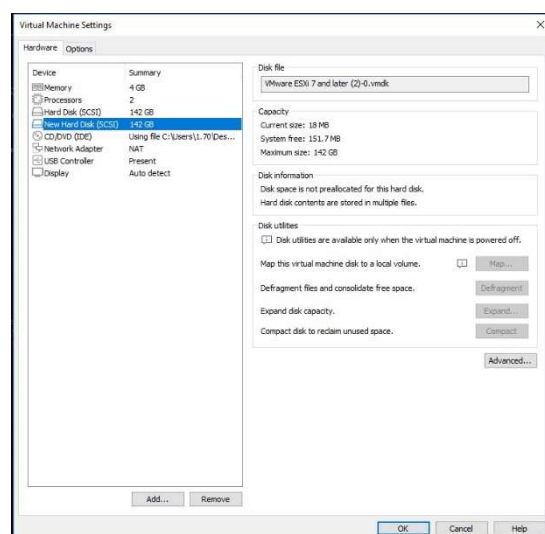 Virtual Machine Settings
Hardware Options
Device Summary
Memory 4 GB
Processors 2
Hard Disk (SCSI) 142 GB
New Hard Disk (SCSI) 142 GB
CD/DVD (IDE) Using file C:\Users\1.70\Des...
Network Adapter NAT
USB Controller Present
Display Auto detect
Add... Remove
Disk file
VMware ESXi 7 and later (2)-0.vmdk
Capacity
Current size: 18 MB
System free: 151.7 MB
Maximum size: 142 GB
Disk information
Disk space is not preallocated for this hard disk.
Hard disk contents are stored in multiple files.
Disk utilities
Disk utilities are available only when the virtual machine is powered off.
Map this virtual machine disk to a local volume. Map...
Defragment files and consolidate free space. Defragment
Expand disk capacity. Expand...
Compact disk to reclaim unused space. Compact
Advanced...
OK Cancel Help